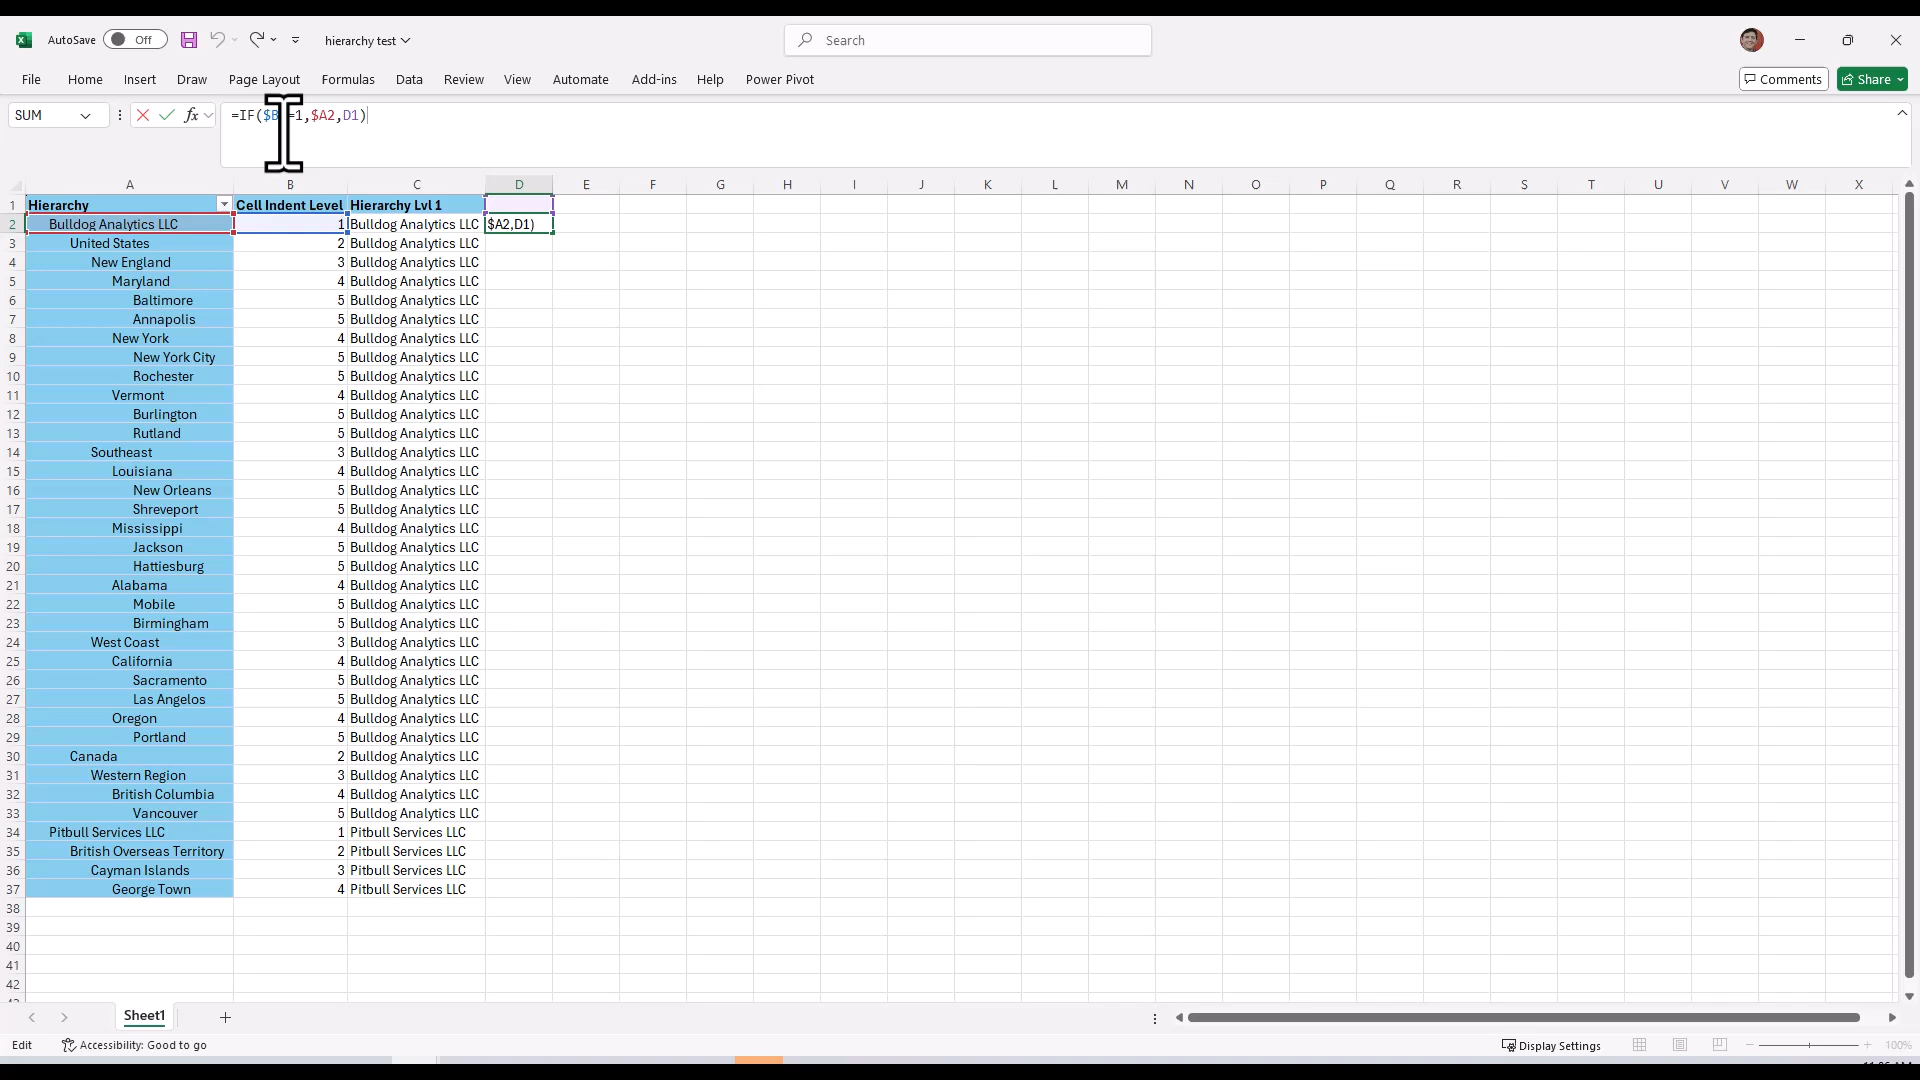 AutoSave Off hierarchy test Search
File Home Insert Draw Page Layout Formulas Data Review View Automate Add-ins Help Power Pivot Comments Share
SUM fx =IF($B =1,$A2,D1)
A B C D E F G H I J K L M N O P Q R S T U V W X
1 Hierarchy Cell Indent Level Hierarchy Lvl 1
2 Bulldog Analytics LLC 1 Bulldog Analytics LLC $A2,D1)
3 United States 2 Bulldog Analytics LLC
4 New England 3 Bulldog Analytics LLC
5 Maryland 4 Bulldog Analytics LLC
6 Baltimore 5 Bulldog Analytics LLC
7 Annapolis 5 Bulldog Analytics LLC
8 New York 4 Bulldog Analytics LLC
9 New York City 5 Bulldog Analytics LLC
10 Rochester 5 Bulldog Analytics LLC
11 Vermont 4 Bulldog Analytics LLC
12 Burlington 5 Bulldog Analytics LLC
13 Rutland 5 Bulldog Analytics LLC
14 Southeast 3 Bulldog Analytics LLC
15 Louisiana 4 Bulldog Analytics LLC
16 New Orleans 5 Bulldog Analytics LLC
17 Shreveport 5 Bulldog Analytics LLC
18 Mississippi 4 Bulldog Analytics LLC
19 Jackson 5 Bulldog Analytics LLC
20 Hattiesburg 5 Bulldog Analytics LLC
21 Alabama 4 Bulldog Analytics LLC
22 Mobile 5 Bulldog Analytics LLC
23 Birmingham 5 Bulldog Analytics LLC
24 West Coast 3 Bulldog Analytics LLC
25 California 4 Bulldog Analytics LLC
26 Sacramento 5 Bulldog Analytics LLC
27 Las Angelos 5 Bulldog Analytics LLC
28 Oregon 4 Bulldog Analytics LLC
29 Portland 5 Bulldog Analytics LLC
30 Canada 2 Bulldog Analytics LLC
31 Western Region 3 Bulldog Analytics LLC
32 British Columbia 4 Bulldog Analytics LLC
33 Vancouver 5 Bulldog Analytics LLC
34 Pitbull Services LLC 1 Pitbull Services LLC
35 British Overseas Territory 2 Pitbull Services LLC
36 Cayman Islands 3 Pitbull Services LLC
37 George Town 4 Pitbull Services LLC
38
39
40
41
42
Sheet1
Edit Accessibility: Good to go Display Settings 100%